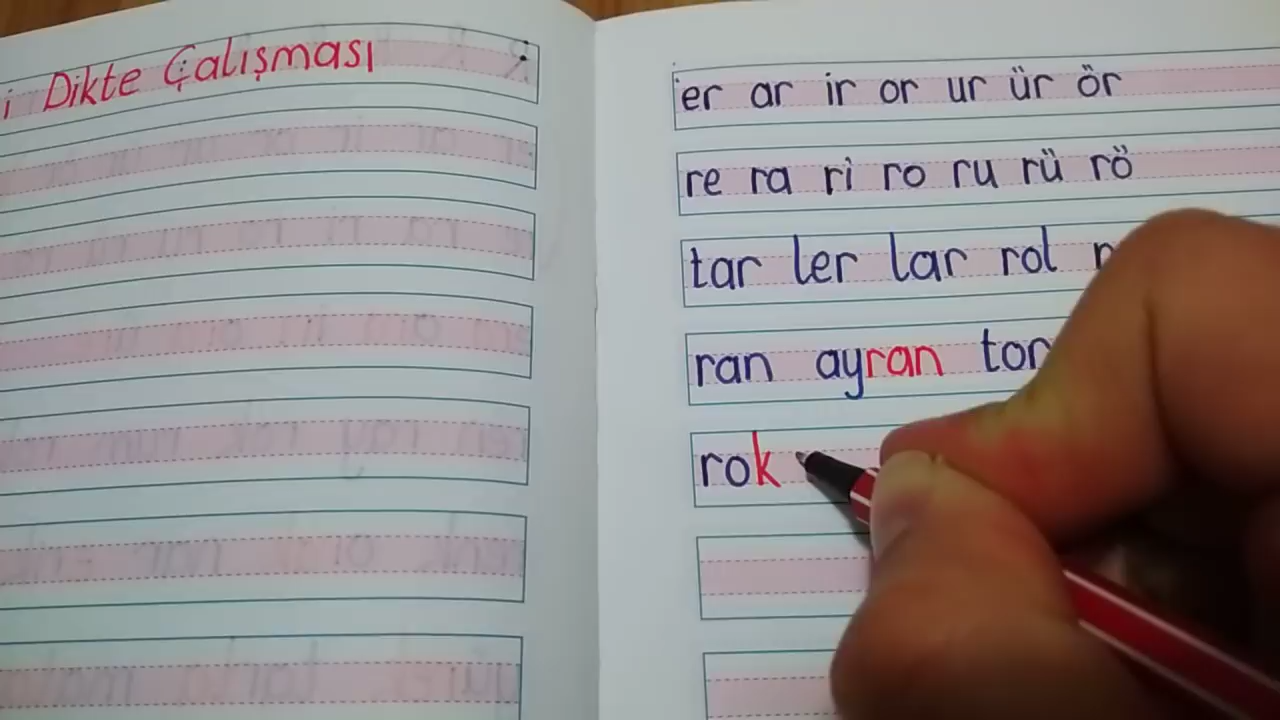 i Dikte Çalışması
er ar ir or ur ür ör
re ra ri ro ru rü rö
tar ler lar rol
ran ayran
rok